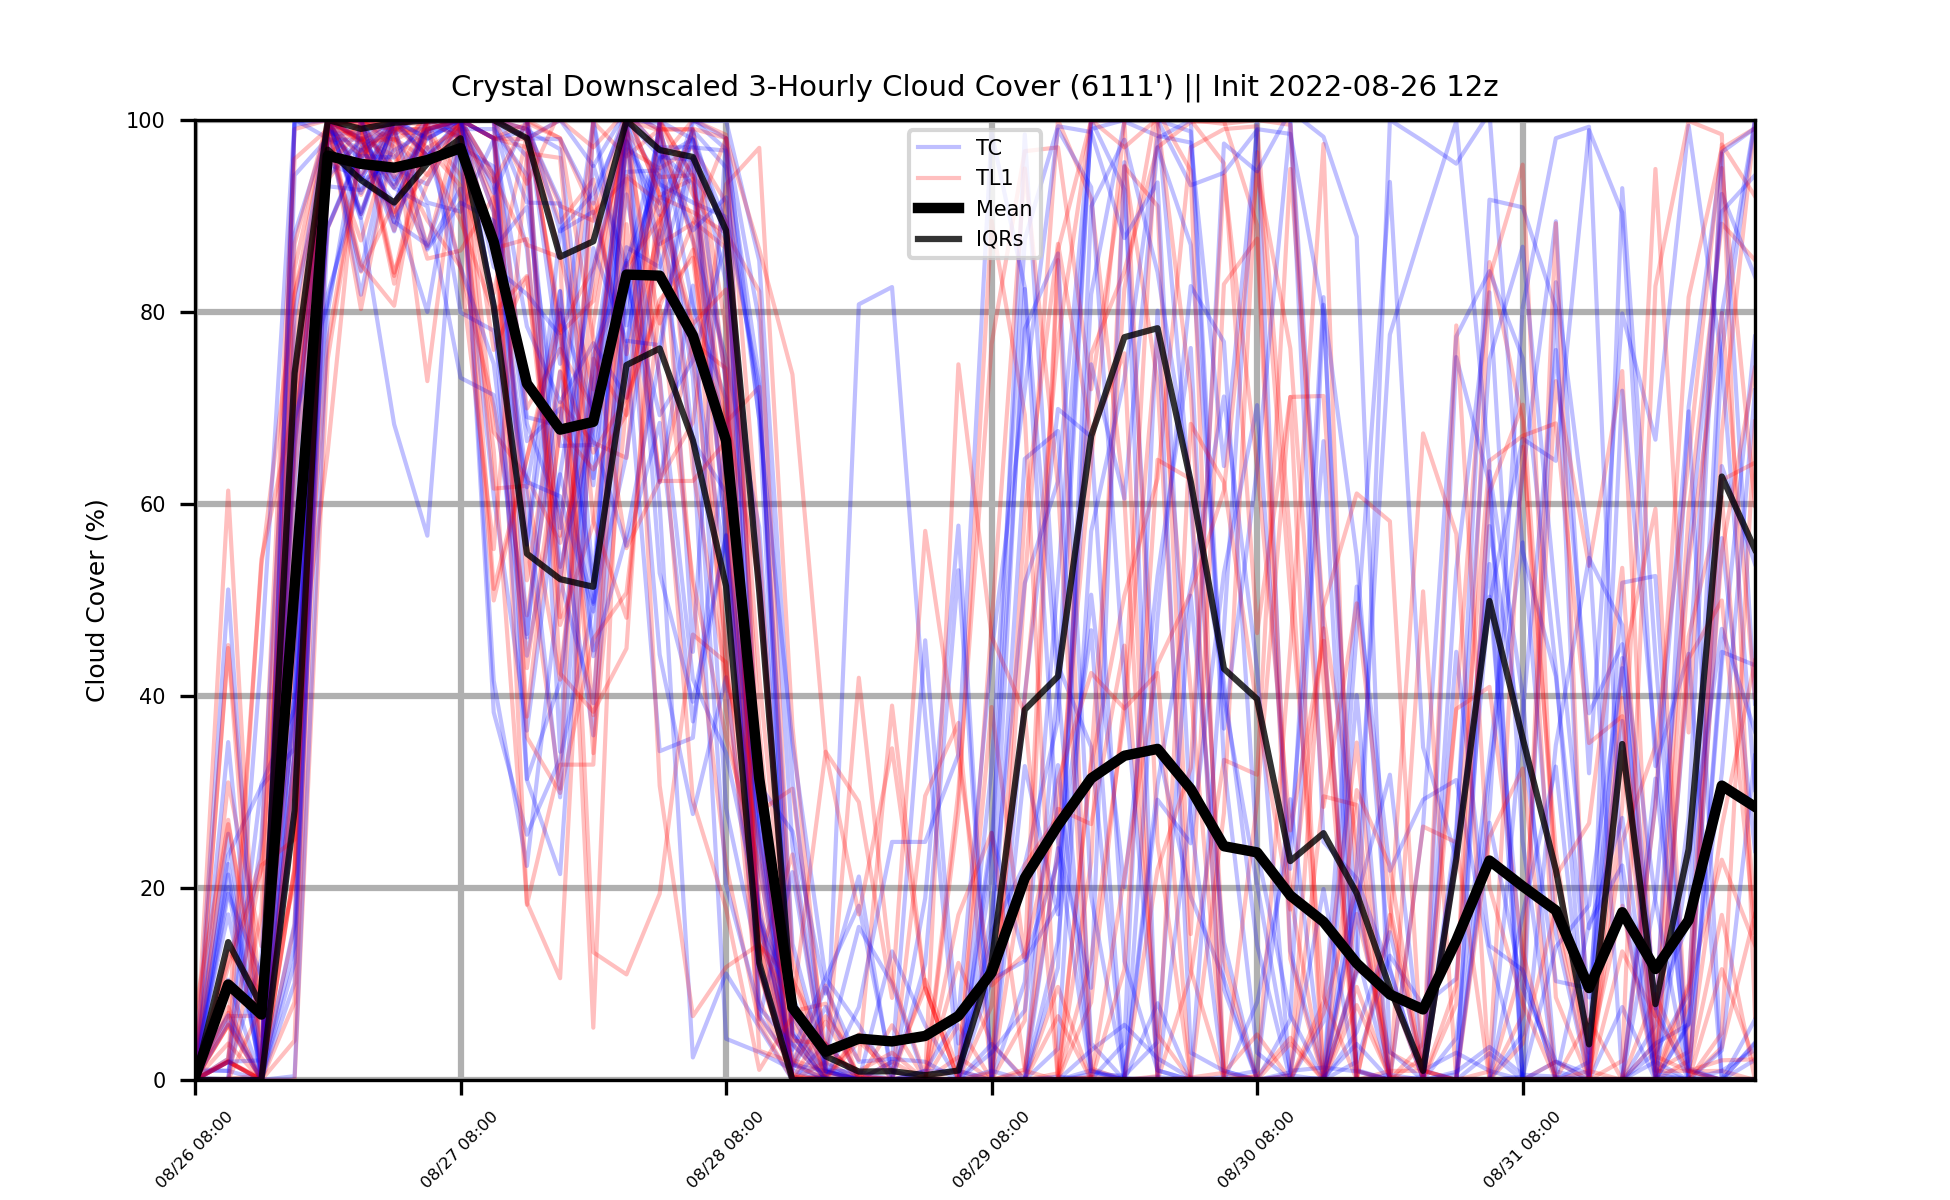 Crystal Downscaled 3-Hourly Cloud Cover (6111') || Init 2022-08-26 12z
TC
TL1
Mean
IQRs
Cloud Cover (%)
100
80
60
40
20
0
08/26 08:00
08/27 08:00
08/28 08:00
08/29 08:00
08/30 08:00
08/31 08:00